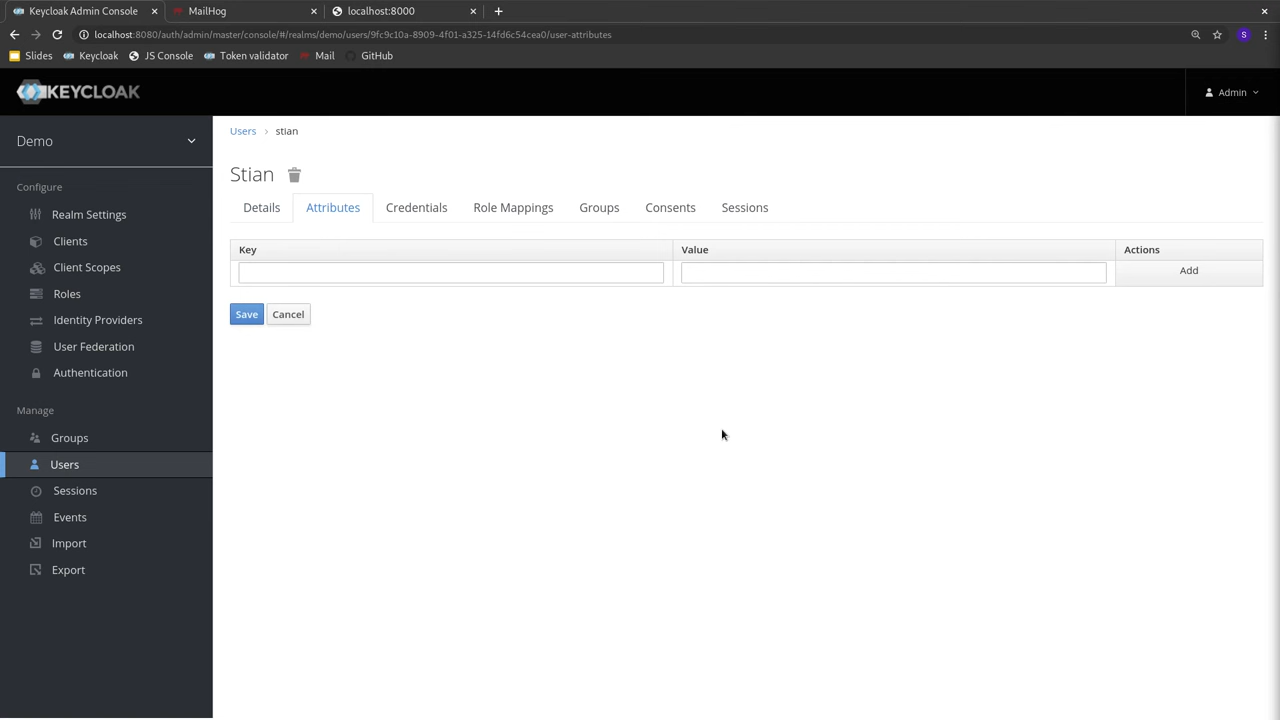 Keycloak Admin Console
MailHog
localhost:8000
localhost:8080/auth/admin/master/console/#/realms/demo/users/9fc9c10a-8909-4f01-a325-14fd6c54cea0/user-attributes
S
Slides
Keycloak
JS Console
Token validator
Mail
GitHub
KEYCLOAK
Admin
Demo
Configure
Realm Settings
Clients
Client Scopes
Roles
Identity Providers
User Federation
Authentication
Manage
Groups
Users
Sessions
Events
Import
Export
Users > stian
Stian
Details
Attributes
Credentials
Role Mappings
Groups
Consents
Sessions
Key
Value
Actions
Add
Save
Cancel